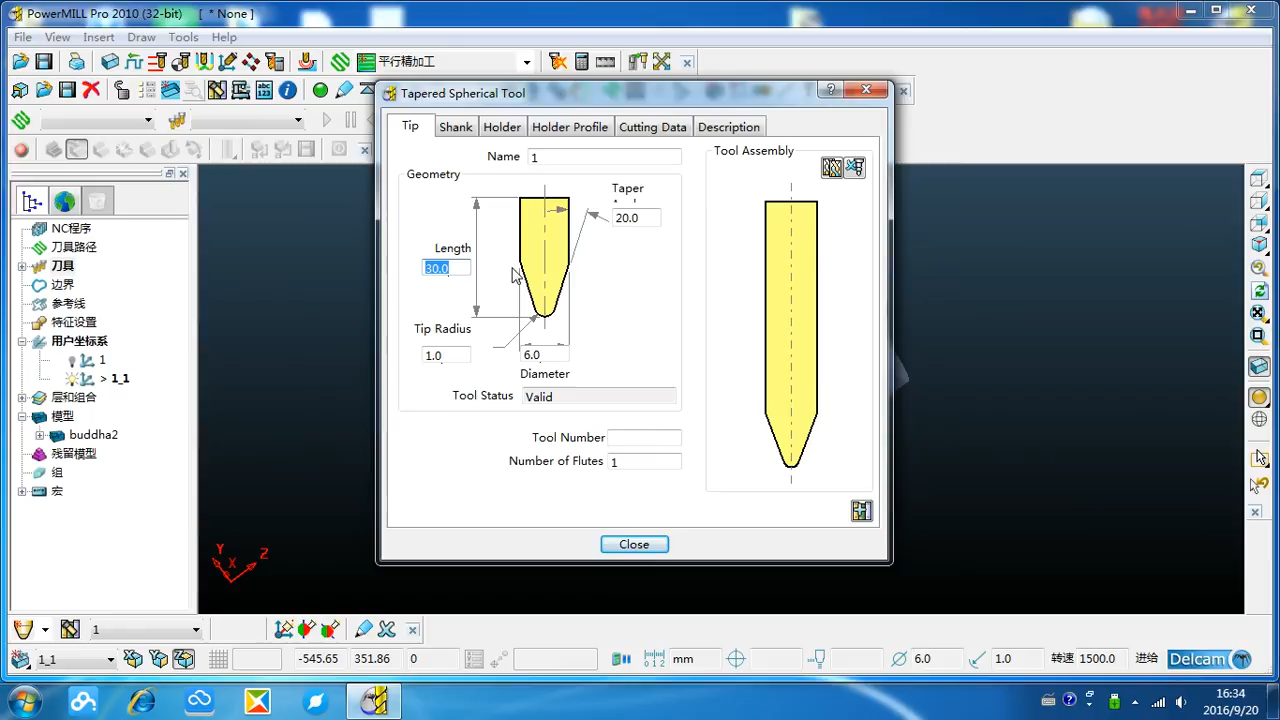 PowerMILL Pro 2010 (32-bit) [ * None ]
File View Insert Draw Tools Help
平行精加工
Tapered Spherical Tool
Tip Shank Holder Holder Profile Cutting Data Description
Name 1
Tool Assembly
Geometry
Taper
20.0
Length
30.0
Tip Radius
1.0
6.0
Diameter
Tool Status Valid
Tool Number
Number of Flutes 1
Close
NC程序
刀具路径
刀具
边界
参考线
特征设置
用户坐标系
1
> 1_1
层和组合
模型
buddha2
残留模型
组
宏
Y X Z
1
1_1 -545.65 351.86 0 mm 6.0 1.0 转速 1500.0 进给 Delcam
16:34
2016/9/20